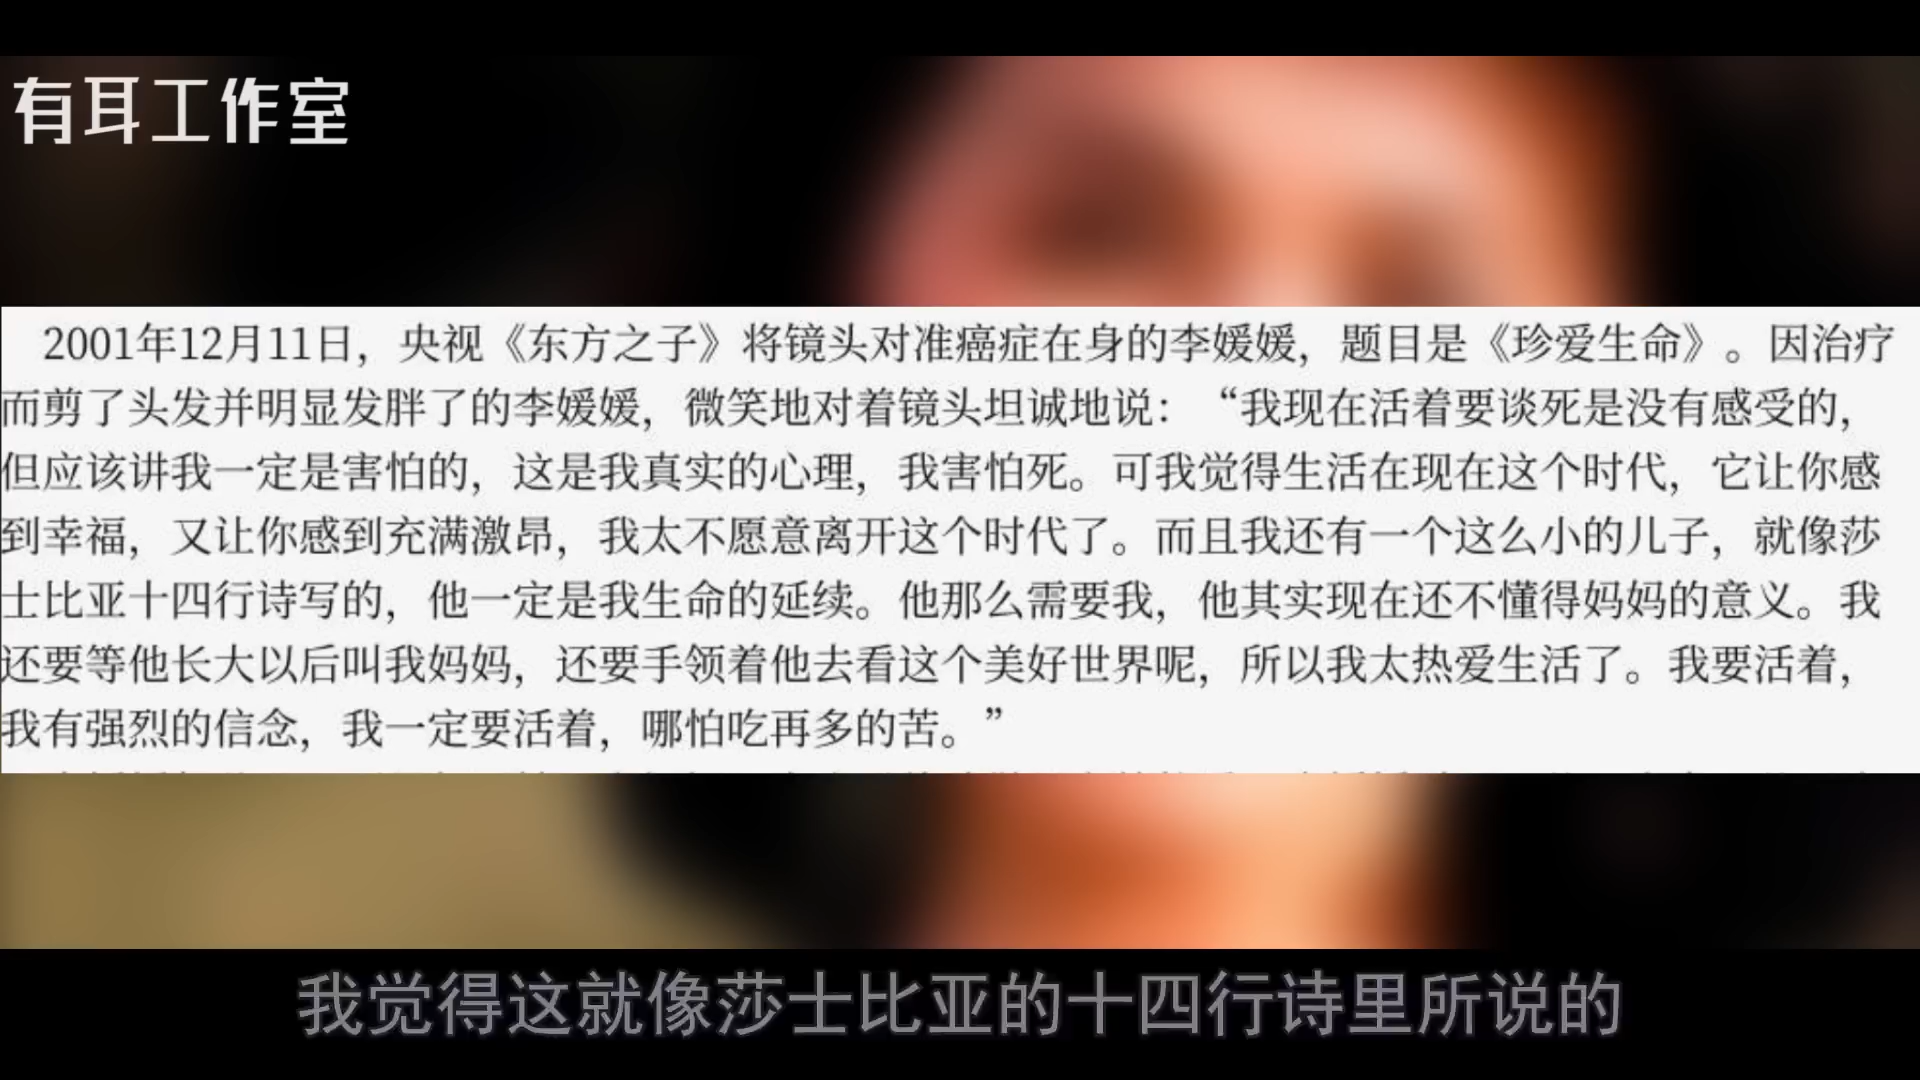 有耳工作室
2001年12月11日，央视《东方之子》将镜头对准癌症在身的李媛媛，题目是《珍爱生命》。因治疗
而剪了头发并明显发胖了的李媛媛，微笑地对着镜头坦诚地说：“我现在活着要谈死是没有感受的，
但应该讲我一定是害怕的，这是我真实的心理，我害怕死。可我觉得生活在现在这个时代，它让你感
到幸福，又让你感到充满激昂，我太不愿意离开这个时代了。而且我还有一个这么小的儿子，就像莎
士比亚十四行诗写的，他一定是我生命的延续。他那么需要我，他其实现在还不懂得妈妈的意义。我
还要等他长大以后叫我妈妈，还要手领着他去看这个美好世界呢，所以我太热爱生活了。我要活着，
我有强烈的信念，我一定要活着，哪怕吃再多的苦。”
我觉得这就像莎士比亚的十四行诗里所说的